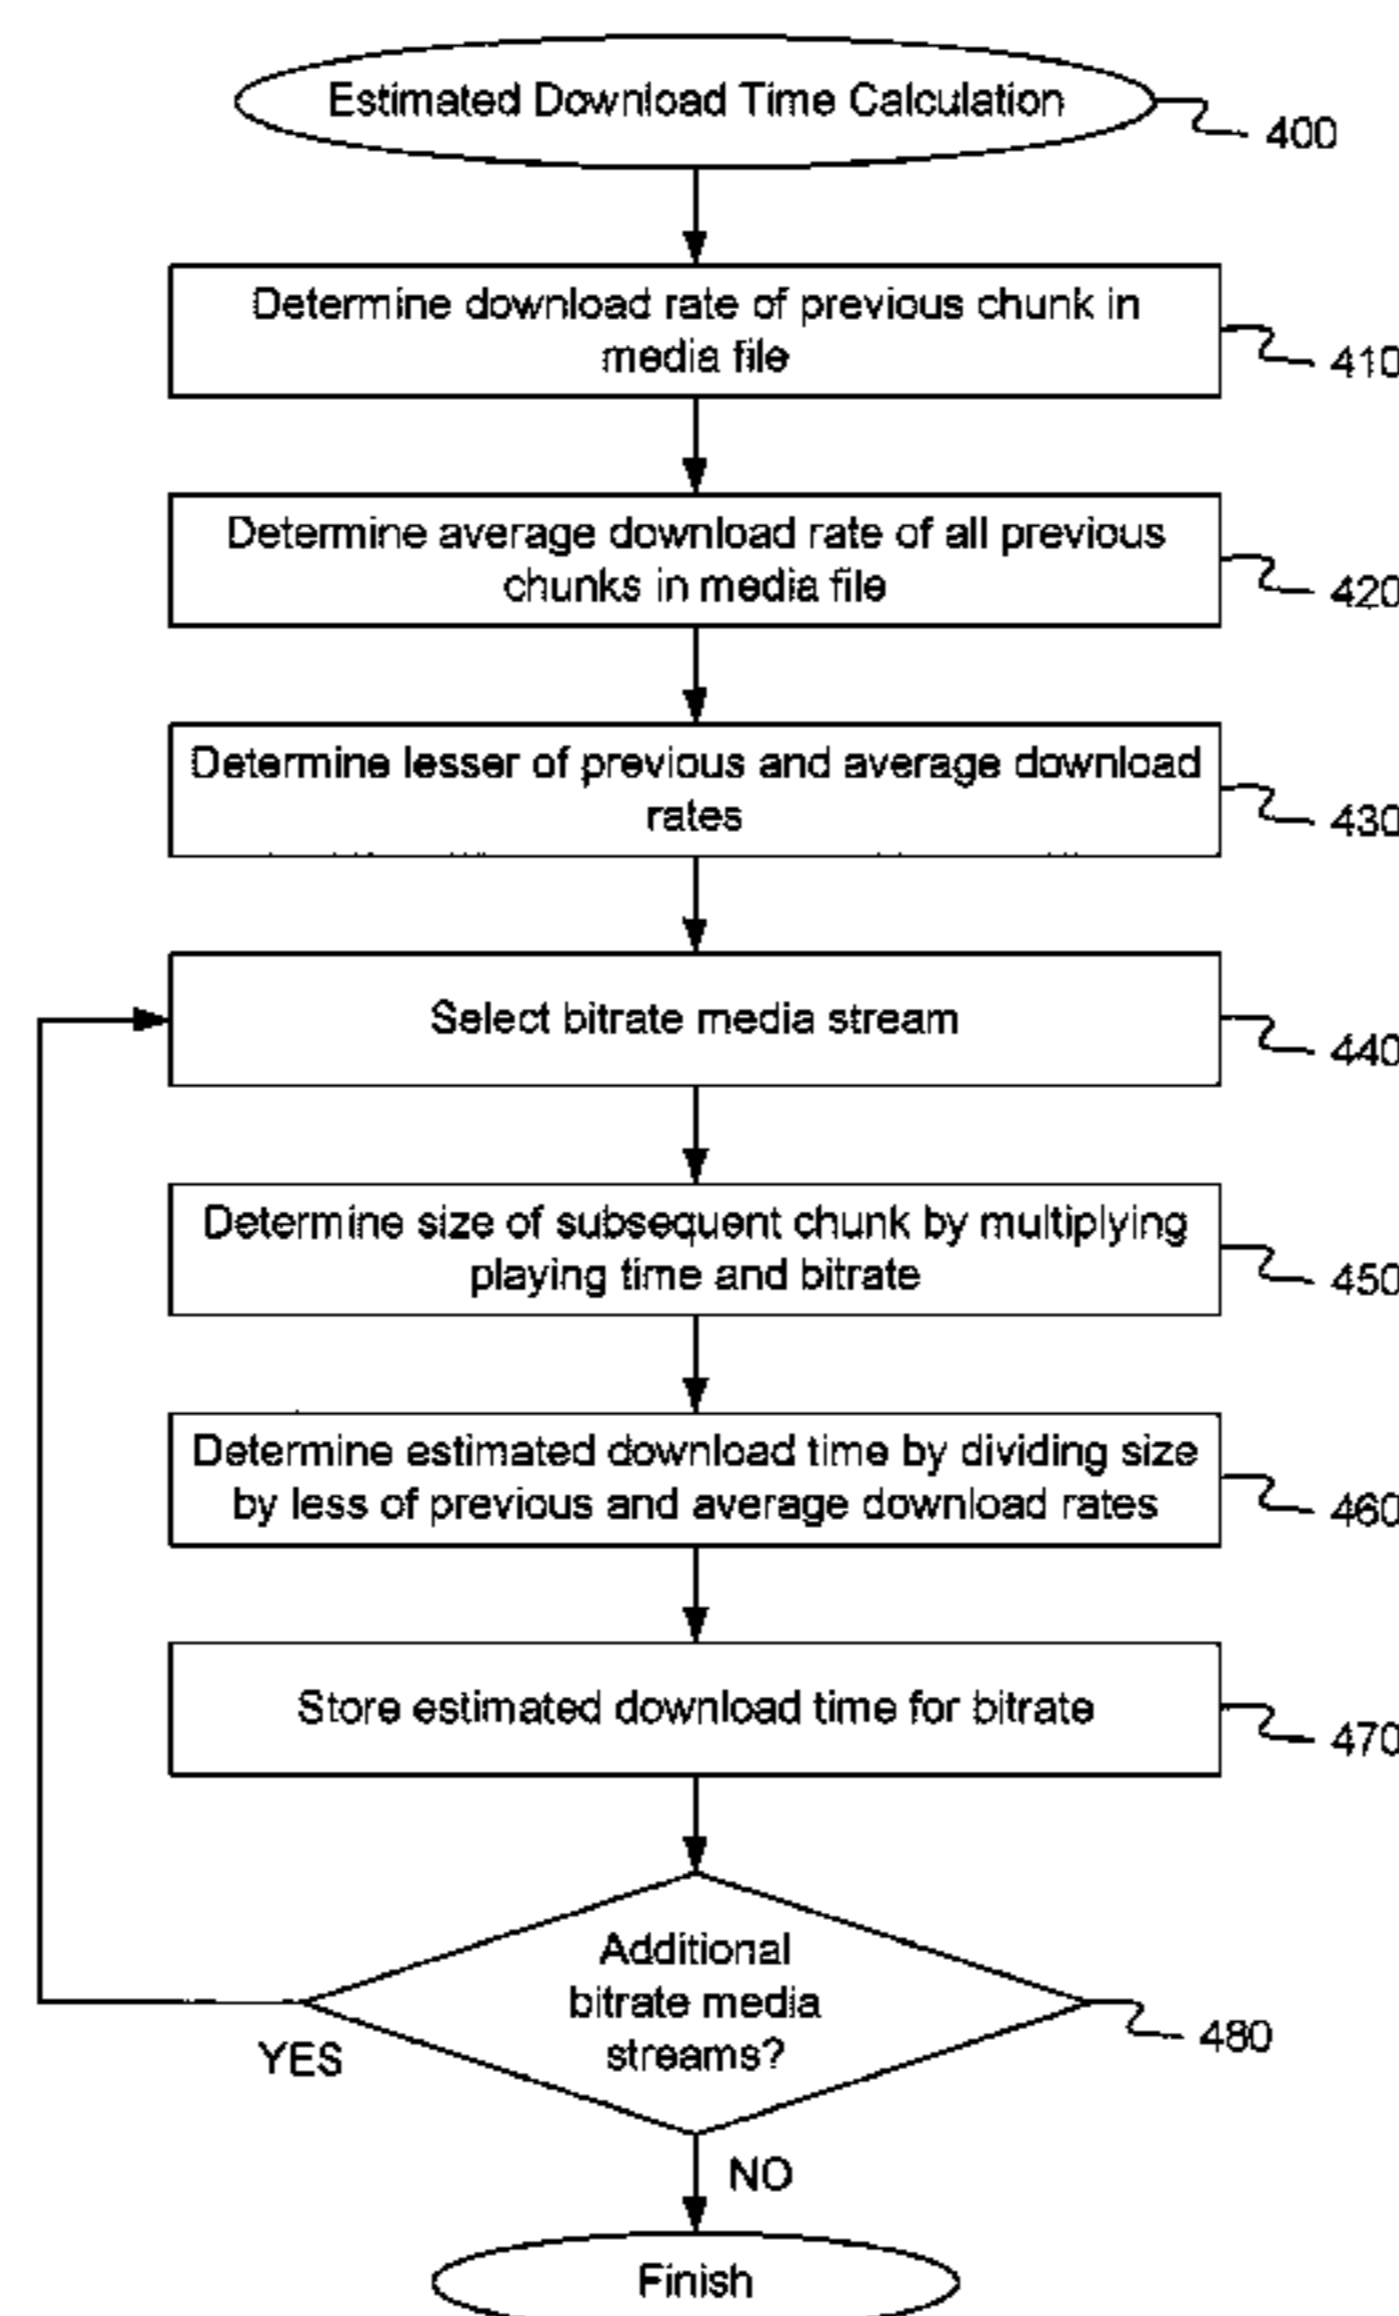 Estimated Download Time Calculation
400
Determine download rate of previous chunk in
media file
410
Determine average download rate of all previous
chunks in media file
420
Determine lesser of previous and average download
rates
430
Select bitrate media stream
440
Determine size of subsequent chunk by multiplying
playing time and bitrate
450
Determine estimated download time by dividing size
by less of previous and average download rates
460
Store estimated download time for bitrate
470
Additional
bitrate media
streams?
480
YES
NO
Finish